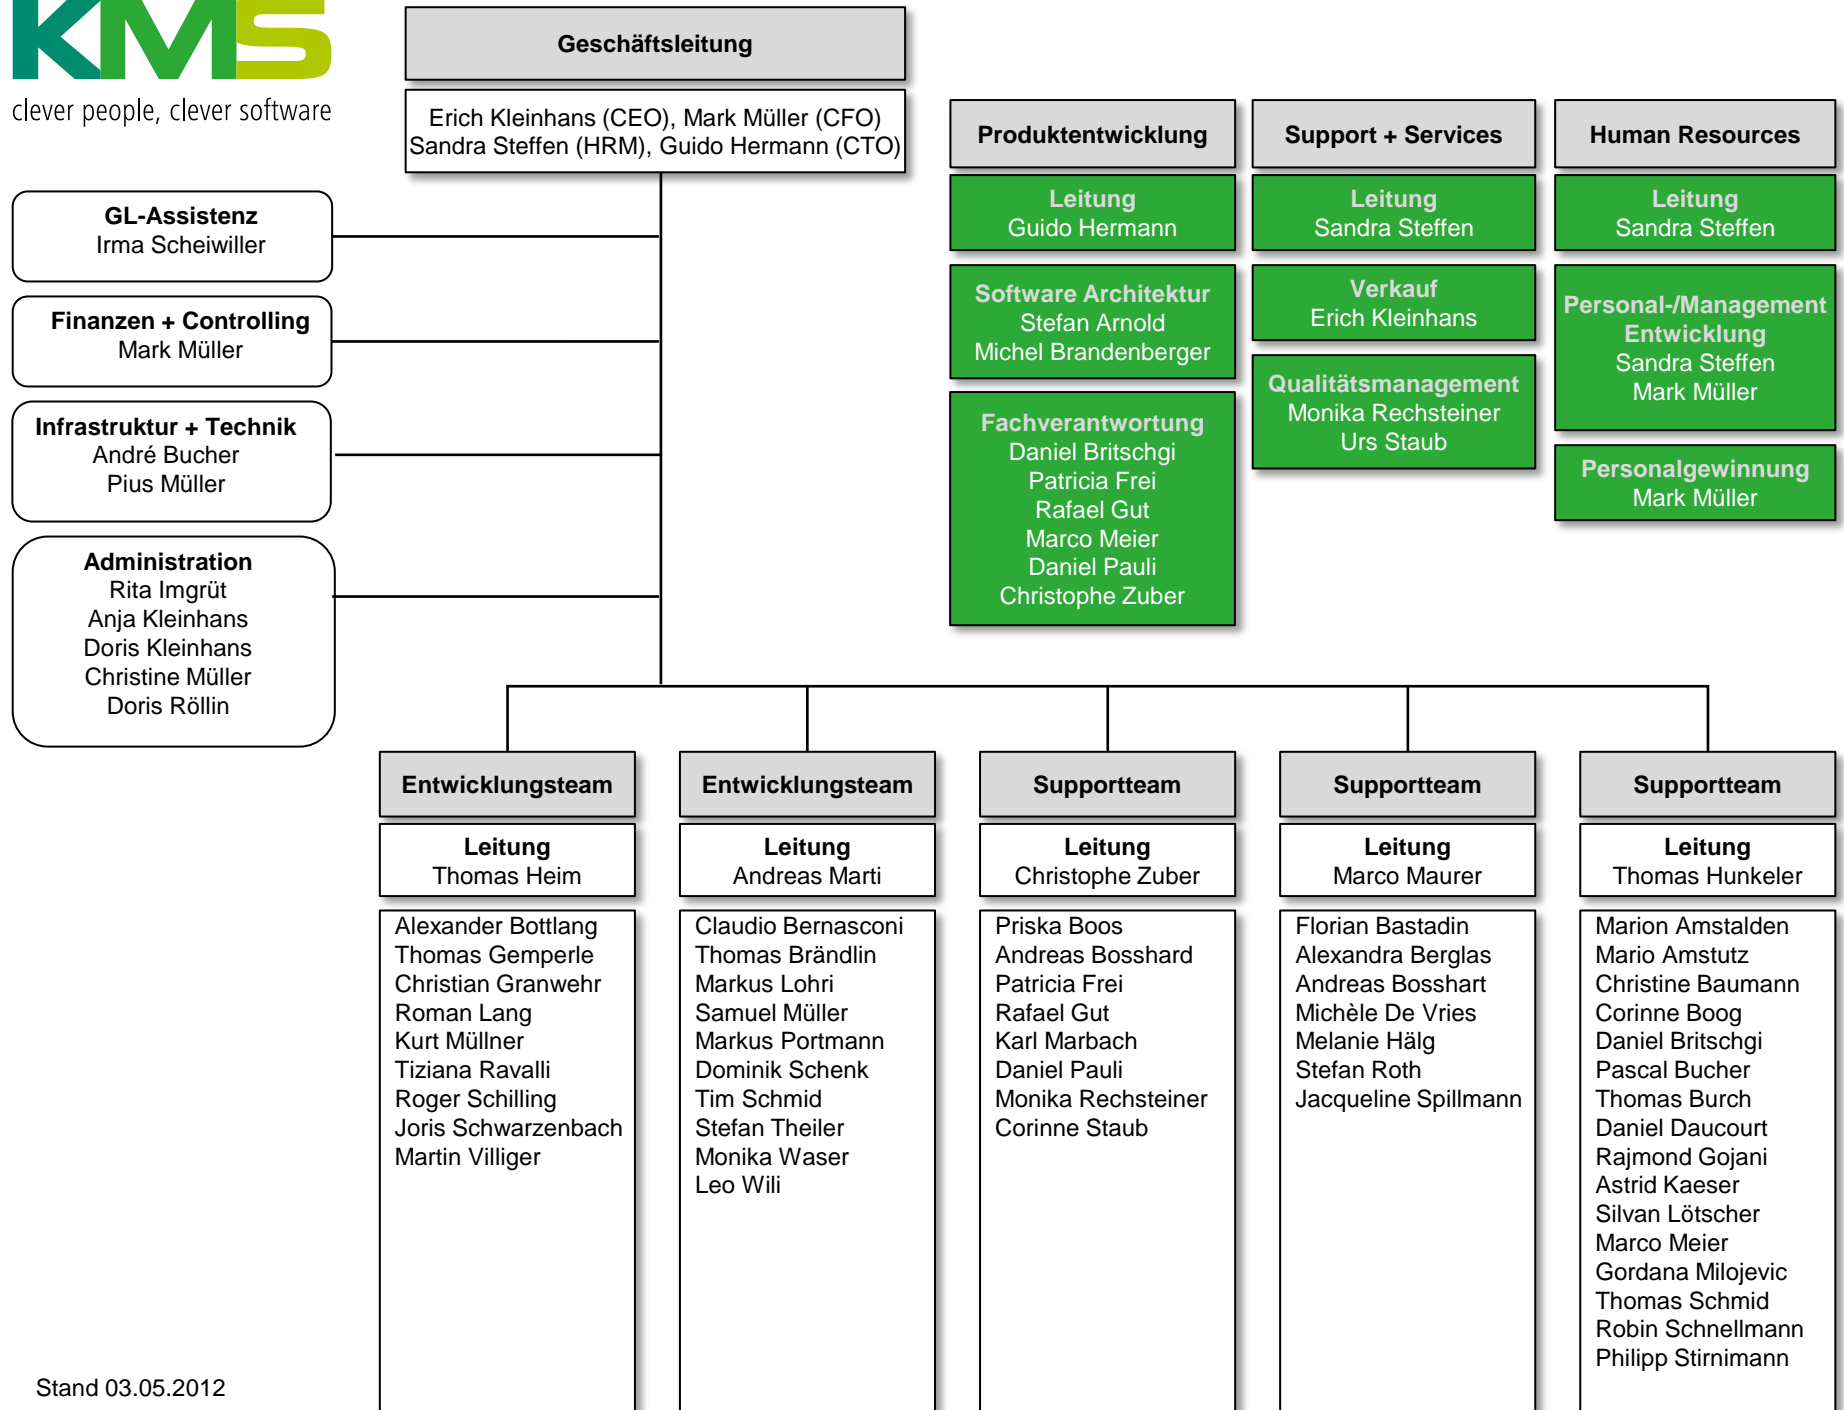 KMS
clever people, clever software
Geschäftsleitung
Erich Kleinhans (CEO), Mark Müller (CFO)
Sandra Steffen (HRM), Guido Hermann (CTO)
GL-Assistenz
Irma Scheiwiller
Finanzen + Controlling
Mark Müller
Infrastruktur + Technik
André Bucher
Pius Müller
Administration
Rita Imgrüt
Anja Kleinhans
Doris Kleinhans
Christine Müller
Doris Röllin
Produktentwicklung
Leitung
Guido Hermann
Software Architektur
Stefan Arnold
Michel Brandenberger
Fachverantwortung
Daniel Britschgi
Patricia Frei
Rafael Gut
Marco Meier
Daniel Pauli
Christophe Zuber
Support + Services
Leitung
Sandra Steffen
Verkauf
Erich Kleinhans
Qualitätsmanagement
Monika Rechsteiner
Urs Staub
Human Resources
Leitung
Sandra Steffen
Personal-/Management
Entwicklung
Sandra Steffen
Mark Müller
Personalgewinnung
Mark Müller
Entwicklungsteam
Leitung
Thomas Heim
Alexander Bottlang
Thomas Gemperle
Christian Granwehr
Roman Lang
Kurt Müllner
Tiziana Ravalli
Roger Schilling
Joris Schwarzenbach
Martin Villiger
Entwicklungsteam
Leitung
Andreas Marti
Claudio Bernasconi
Thomas Brändlin
Markus Lohri
Samuel Müller
Markus Portmann
Dominik Schenk
Tim Schmid
Stefan Theiler
Monika Waser
Leo Wili
Supportteam
Leitung
Christophe Zuber
Priska Boos
Andreas Bosshard
Patricia Frei
Rafael Gut
Karl Marbach
Daniel Pauli
Monika Rechsteiner
Corinne Staub
Supportteam
Leitung
Marco Maurer
Florian Bastadin
Alexandra Berglas
Andreas Bosshart
Michèle De Vries
Melanie Hälg
Stefan Roth
Jacqueline Spillmann
Supportteam
Leitung
Thomas Hunkeler
Marion Amstalden
Mario Amstutz
Christine Baumann
Corinne Boog
Daniel Britschgi
Pascal Bucher
Thomas Burch
Daniel Daucourt
Rajmond Gojani
Astrid Kaeser
Silvan Lötscher
Marco Meier
Gordana Milojevic
Thomas Schmid
Robin Schnellmann
Philipp Stirnimann
Stand 03.05.2012